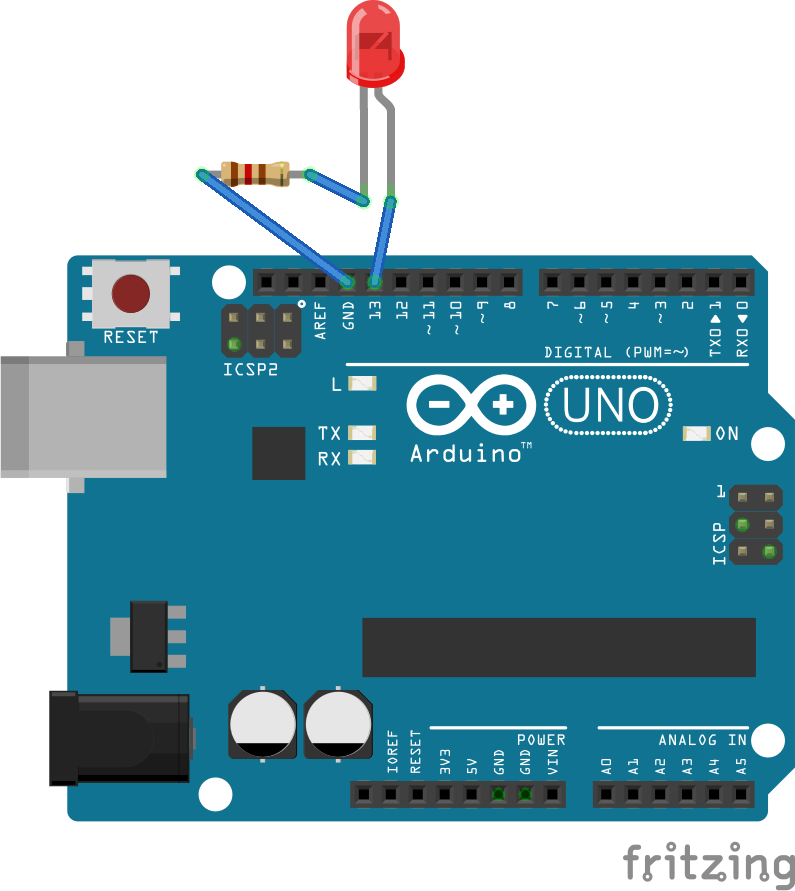 RESET
ICSP2
AREF
GND
13
12
~11
~10
~9
8
7
~6
~5
4
~3
2
TX0▶1
RX0◀0
DIGITAL (PWM=~)
L
TX
RX
UNO
Arduino™
ON
1
ICSP
IOREF
RESET
3V3
5V
GND
GND
VIN
POWER
A0
A1
A2
A3
A4
A5
ANALOG IN
fritzing